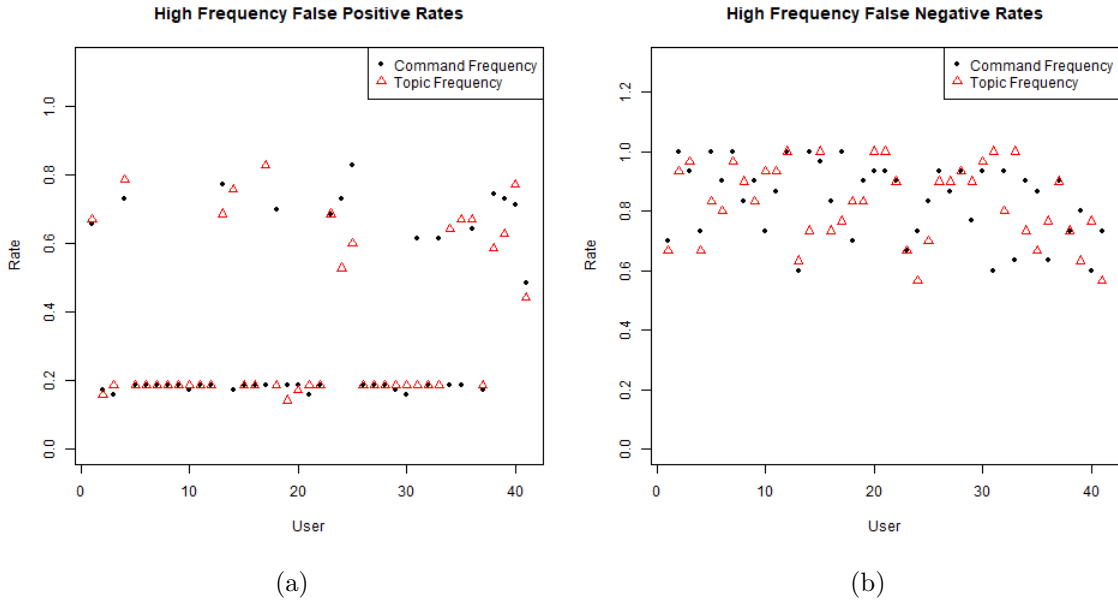 High Frequency False Positive Rates
Command Frequency
Topic Frequency
Rate
0.0 0.2 0.4 0.6 0.8 1.0
0 10 20 30 40
User
(a)
High Frequency False Negative Rates
Command Frequency
Topic Frequency
Rate
0.0 0.2 0.4 0.6 0.8 1.0 1.2
0 10 20 30 40
User
(b)